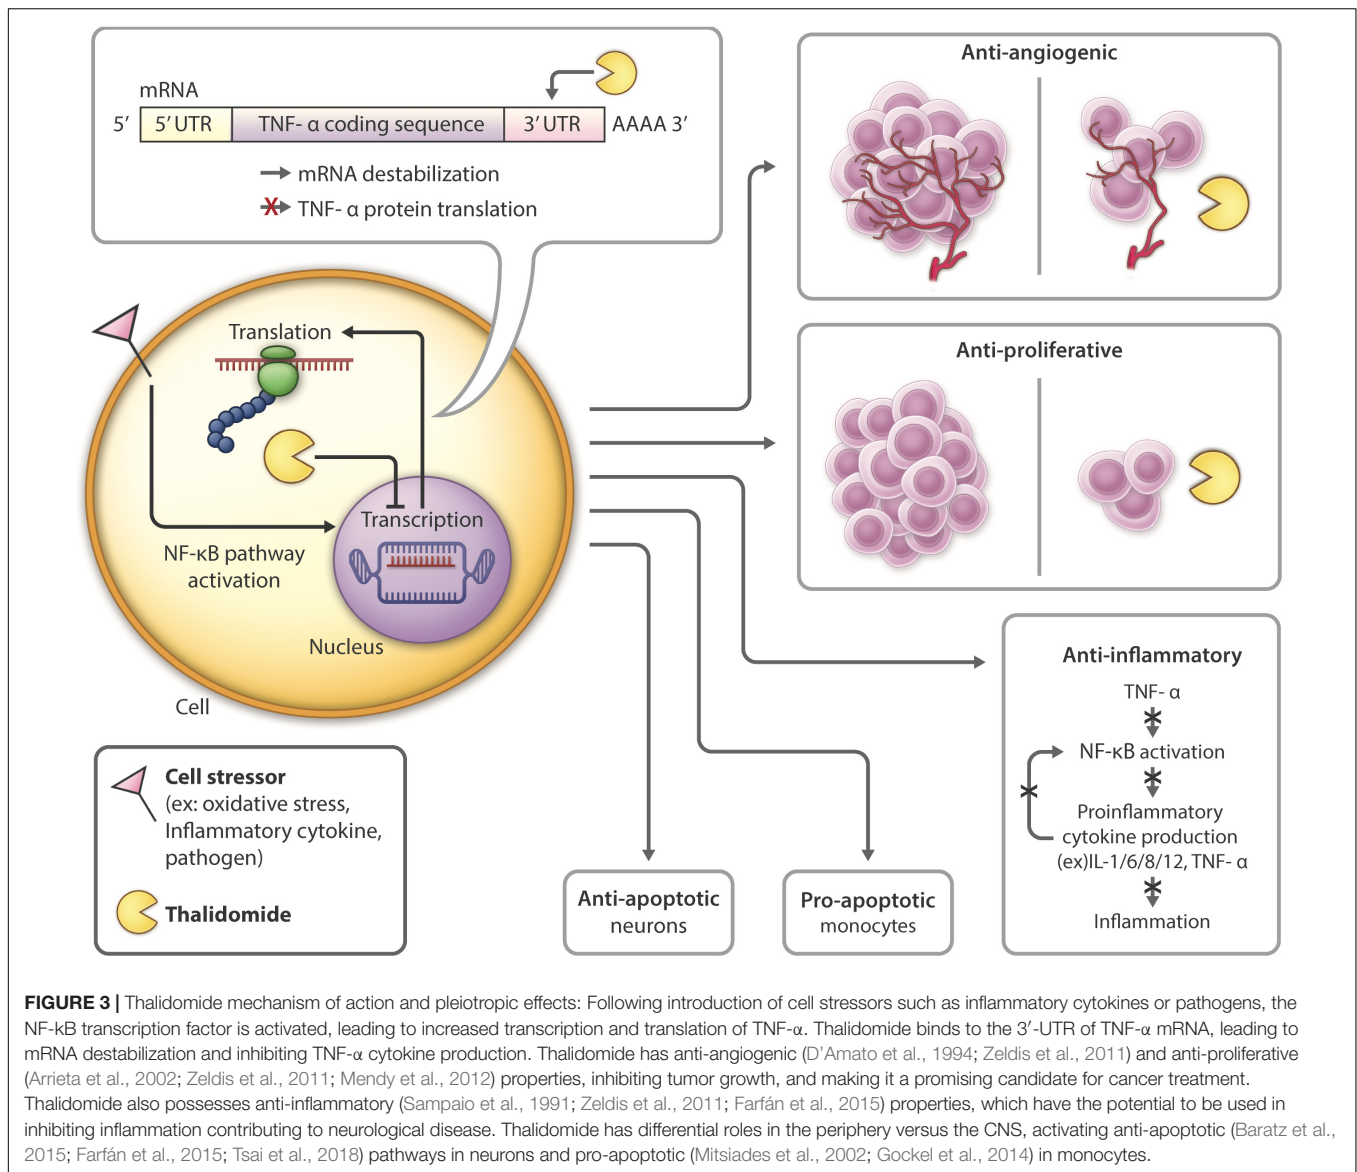 mRNA
5′ 5′ UTR TNF- α coding sequence 3′ UTR AAAA 3′
mRNA destabilization
X TNF- α protein translation
Translation
Transcription
NF-κB pathway
activation
Nucleus
Cell
Cell stressor
(ex: oxidative stress,
Inflammatory cytokine,
pathogen)
Thalidomide
Anti-angiogenic
Anti-proliferative
Anti-inflammatory
TNF- α
NF-κB activation
Proinflammatory
cytokine production
(ex)IL-1/6/8/12, TNF- α
Inflammation
Anti-apoptotic
neurons
Pro-apoptotic
monocytes
FIGURE 3 | Thalidomide mechanism of action and pleiotropic effects: Following introduction of cell stressors such as inflammatory cytokines or pathogens, the
NF-kB transcription factor is activated, leading to increased transcription and translation of TNF-α. Thalidomide binds to the 3′-UTR of TNF-α mRNA, leading to
mRNA destabilization and inhibiting TNF-α cytokine production. Thalidomide has anti-angiogenic (D’Amato et al., 1994; Zeldis et al., 2011) and anti-proliferative
(Arrieta et al., 2002; Zeldis et al., 2011; Mendy et al., 2012) properties, inhibiting tumor growth, and making it a promising candidate for cancer treatment.
Thalidomide also possesses anti-inflammatory (Sampaio et al., 1991; Zeldis et al., 2011; Farfán et al., 2015) properties, which have the potential to be used in
inhibiting inflammation contributing to neurological disease. Thalidomide has differential roles in the periphery versus the CNS, activating anti-apoptotic (Baratz et al.,
2015; Farfán et al., 2015; Tsai et al., 2018) pathways in neurons and pro-apoptotic (Mitsiades et al., 2002; Gockel et al., 2014) in monocytes.